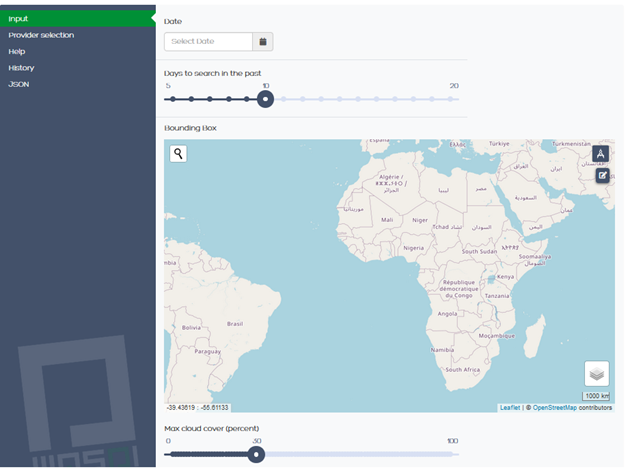 Input
Provider selection
Help
History
JSON
Date
Select Date
Days to search in the past
5 10 20
Bounding Box
España
Ελλάς
Türkiye
Turkmenistan
Algérie /
الجزائر
ليبيا
مصر
العراق
ایران
السعودية
عمان
اليمن
موريتانيا
Mali
Niger
Tchad تشاد
السودان
Nigeria
South Sudan
Soomaaliya
الصومال
Kenya
République
démocratique
du Congo
Tanzania
Angola
Moçambique
Namibia
South Africa
Brasil
Bolivia
Paraguay
1000 km
-39.43819 : -55.61133
Leaflet | © OpenStreetMap contributors
Max cloud cover (percent)
0 30 100